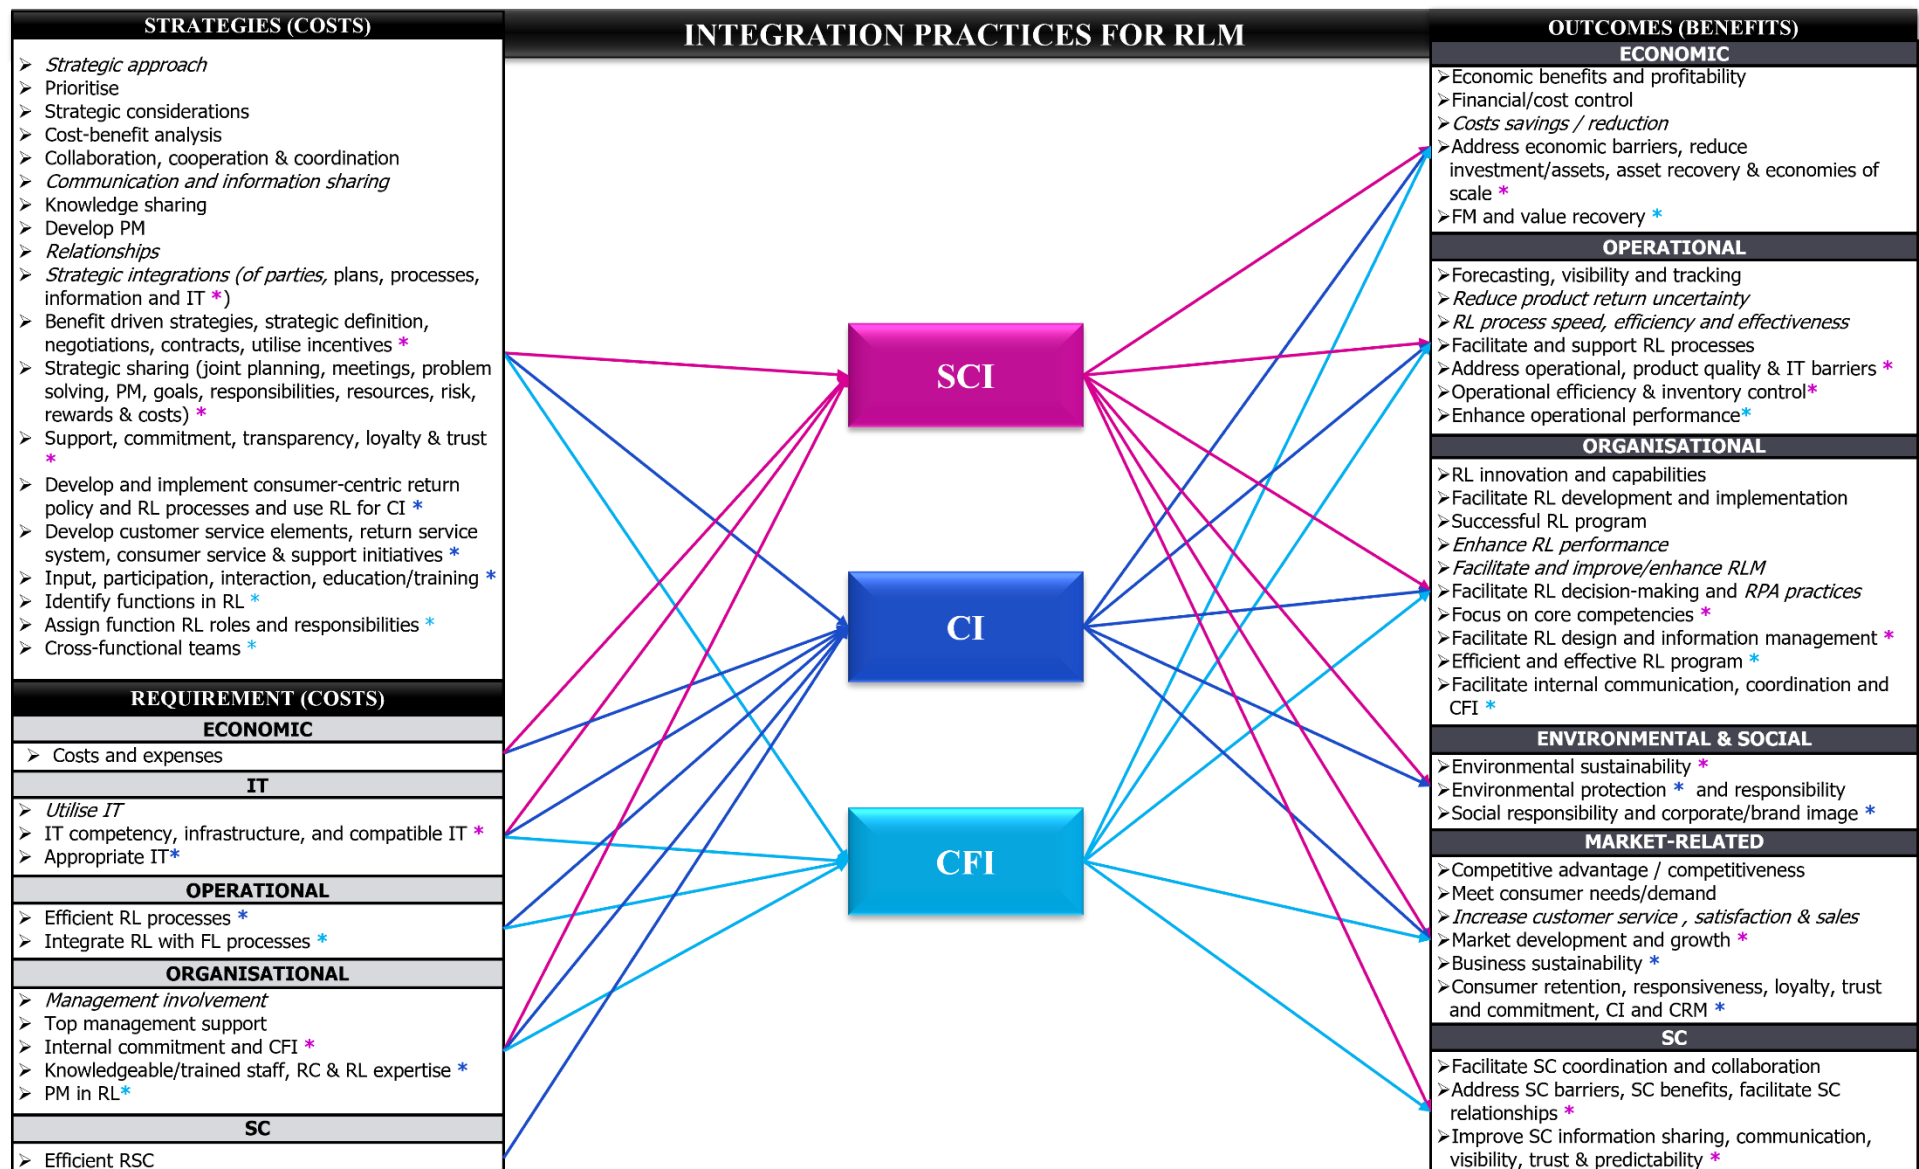 STRATEGIES (COSTS)
➢ Strategic approach
➢ Prioritise
➢ Strategic considerations
➢ Cost-benefit analysis
➢ Collaboration, cooperation & coordination
➢ Communication and information sharing
➢ Knowledge sharing
➢ Develop PM
➢ Relationships
➢ Strategic integrations (of parties, plans, processes,
information and IT *)
➢ Benefit driven strategies, strategic definition,
negotiations, contracts, utilise incentives *
➢ Strategic sharing (joint planning, meetings, problem
solving, PM, goals, responsibilities, resources, risk,
rewards & costs) *
➢ Support, commitment, transparency, loyalty & trust
*
➢ Develop and implement consumer-centric return
policy and RL processes and use RL for CI *
➢ Develop customer service elements, return service
system, consumer service & support initiatives *
➢ Input, participation, interaction, education/training *
➢ Identify functions in RL *
➢ Assign function RL roles and responsibilities *
➢ Cross-functional teams *
REQUIREMENT (COSTS)
ECONOMIC
➢ Costs and expenses
IT
➢ Utilise IT
➢ IT competency, infrastructure, and compatible IT *
➢ Appropriate IT*
OPERATIONAL
➢ Efficient RL processes *
➢ Integrate RL with FL processes *
ORGANISATIONAL
➢ Management involvement
➢ Top management support
➢ Internal commitment and CFI *
➢ Knowledgeable/trained staff, RC & RL expertise *
➢ PM in RL*
SC
➢ Efficient RSC
INTEGRATION PRACTICES FOR RLM
SCI
CI
CFI
OUTCOMES (BENEFITS)
ECONOMIC
➢Economic benefits and profitability
➢Financial/cost control
➢Costs savings / reduction
➢Address economic barriers, reduce
investment/assets, asset recovery & economies of
scale *
➢FM and value recovery *
OPERATIONAL
➢Forecasting, visibility and tracking
➢Reduce product return uncertainty
➢RL process speed, efficiency and effectiveness
➢Facilitate and support RL processes
➢Address operational, product quality & IT barriers *
➢Operational efficiency & inventory control*
➢Enhance operational performance*
ORGANISATIONAL
➢RL innovation and capabilities
➢Facilitate RL development and implementation
➢Successful RL program
➢Enhance RL performance
➢Facilitate and improve/enhance RLM
➢Facilitate RL decision-making and RPA practices
➢Focus on core competencies *
➢Facilitate RL design and information management *
➢Efficient and effective RL program *
➢Facilitate internal communication, coordination and
CFI *
ENVIRONMENTAL & SOCIAL
➢Environmental sustainability *
➢Environmental protection * and responsibility
➢Social responsibility and corporate/brand image *
MARKET-RELATED
➢Competitive advantage / competitiveness
➢Meet consumer needs/demand
➢Increase customer service , satisfaction & sales
➢Market development and growth *
➢Business sustainability *
➢Consumer retention, responsiveness, loyalty, trust
and commitment, CI and CRM *
SC
➢Facilitate SC coordination and collaboration
➢Address SC barriers, SC benefits, facilitate SC
relationships *
➢Improve SC information sharing, communication,
visibility, trust & predictability *